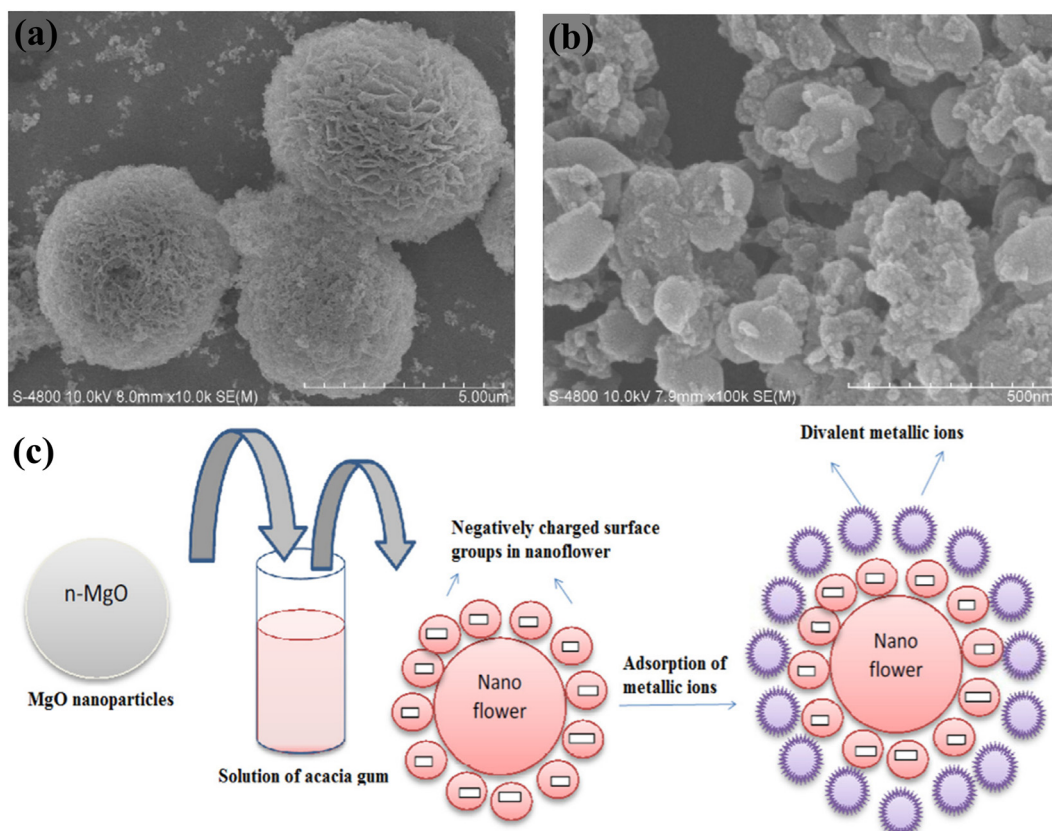 (a)
S-4800 10.0kV 8.0mm x10.0k SE(M)
5.00um
(b)
S-4800 10.0kV 7.9mm x100k SE(M)
500nm
(c)
n-MgO
MgO nanoparticles
Solution of acacia gum
Negatively charged surface
groups in nanoflower
Nano
flower
Adsorption of
metallic ions
Divalent metallic ions
Nano
flower